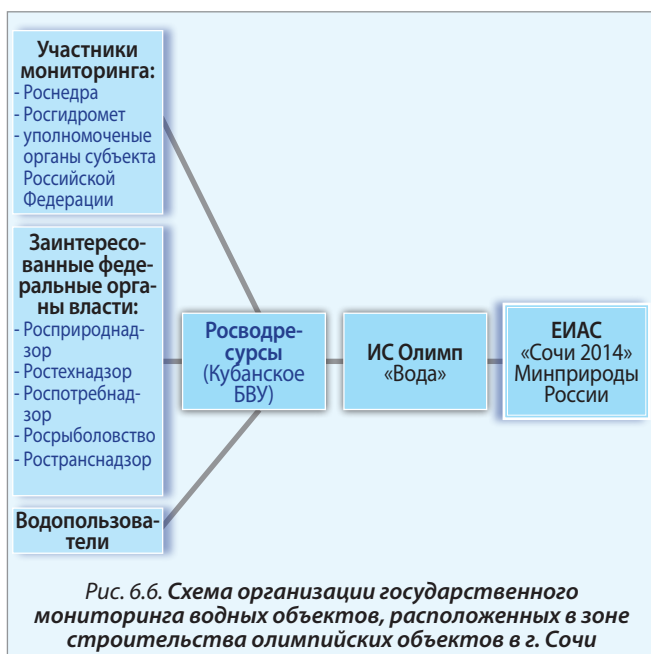 Участники
мониторинга:
- Роснедра
- Росгидромет
- уполномоченые
органы субъекта
Российской
Федерации
Заинтересо-
ванные феде-
ральные орга-
ны власти:
- Росприроднад-
зор
- Ростехнадзор
- Роспотребнад-
зор
- Росрыболовство
- Ространснадзор
Водопользова-
тели
Росводре-
сурсы
(Кубанское
БВУ)
ИС Олимп
«Вода»
ЕИАС
«Сочи 2014»
Минприроды
России
Рис. 6.6. Схема организации государственного
мониторинга водных объектов, расположенных в зоне
строительства олимпийских объектов в г. Сочи